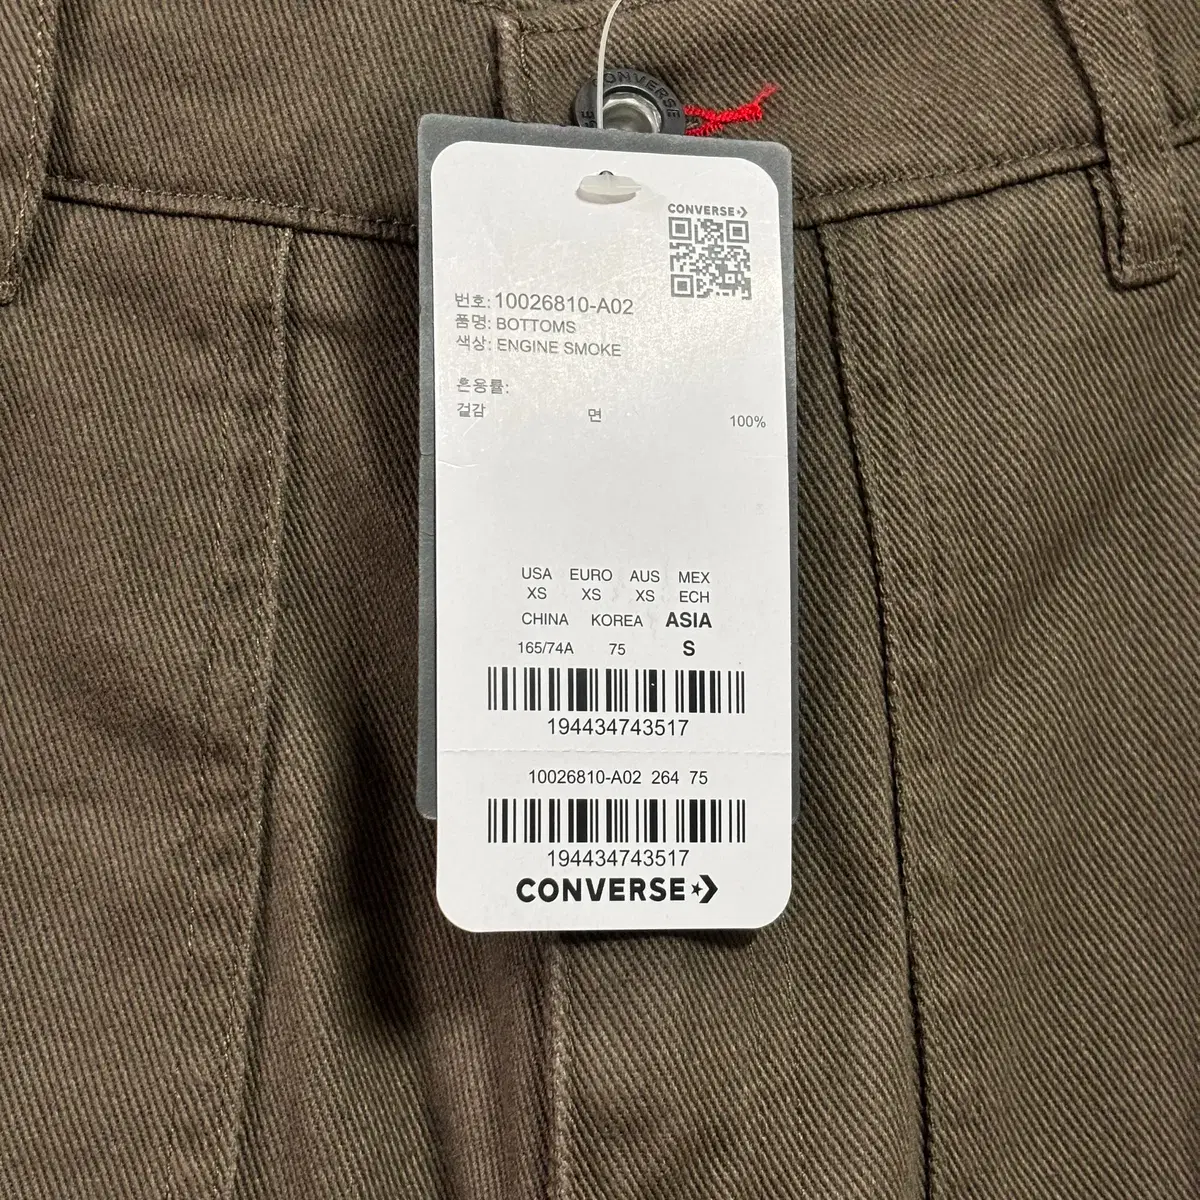 CONVERSE
CONVERSE
번호: 10026810-A02
품명: BOTTOMS
색상: ENGINE SMOKE
혼용률:
겉감 면 100%
USA EURO AUS MEX
XS XS XS ECH
CHINA KOREA ASIA
165/74A 75 S
194434743517
10026810-A02 264 75
194434743517
CONVERSE